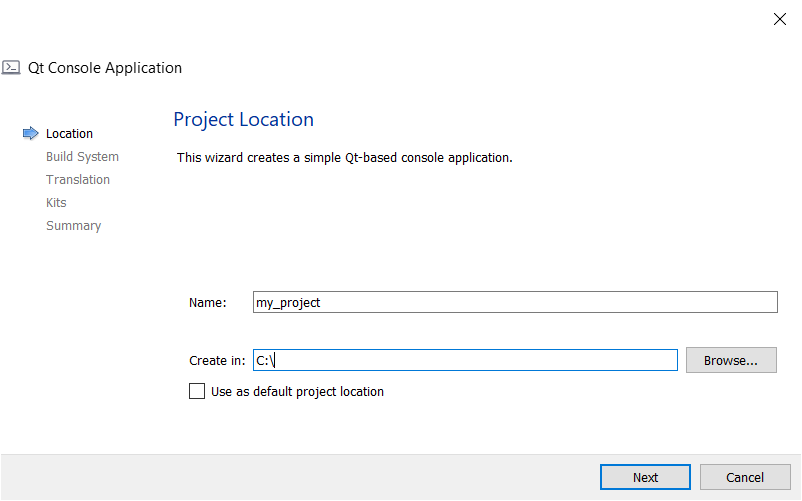 Qt Console Application
Location
Build System
Translation
Kits
Summary
Project Location
This wizard creates a simple Qt-based console application.
Name: my_project
Create in: C:\ Browse...
Use as default project location
Next Cancel